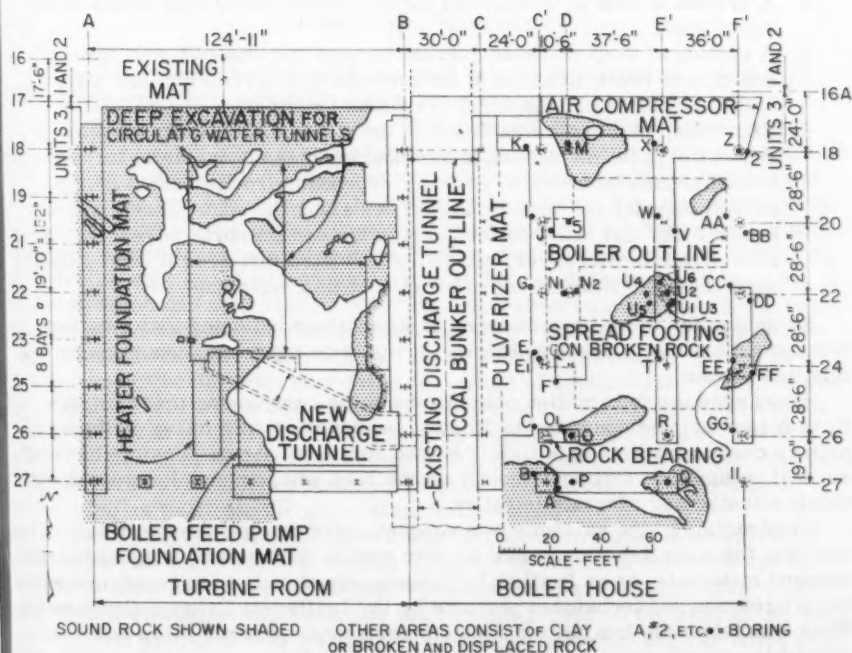 A B C C' D E' F'
124'-11" 30'-0" 24'-0" 10-6" 37'-6" 36'-0"
16
17'-6"
17
18
19
20
21
22
23
24
25
26
27
UNITS 3, 1 AND 2
8 BAYS @ 19'-0" = 152'
EXISTING
MAT
DEEP EXCAVATION FOR
CIRCULAT'G WATER TUNNELS
HEATER FOUNDATION MAT
NEW
DISCHARGE
TUNNEL
EXISTING DISCHARGE TUNNEL
COAL BUNKER OUTLINE
PULVERIZER MAT
AIR COMPRESSOR
MAT
K M X Z 2
W AA
J S V BB
BOILER OUTLINE
U4 U6 CC
G N1 N2 U2 DD
U5 U1 U3
SPREAD FOOTING
ON BROKEN ROCK
E E1 F T EE FF
C O1 O R GG
D
ROCK BEARING
B P Q II
A
0 20 40 60
SCALE-FEET
16A
18
20
22
24
26
27
UNITS 3, 1 AND 2
24'-0"
28'-6"
28'-6"
28'-6"
28'-6"
19'-0"
BOILER FEED PUMP
FOUNDATION MAT
TURBINE ROOM
BOILER HOUSE
SOUND ROCK SHOWN SHADED
OTHER AREAS CONSIST OF CLAY
OR BROKEN AND DISPLACED ROCK
A, #2, ETC. • = BORING